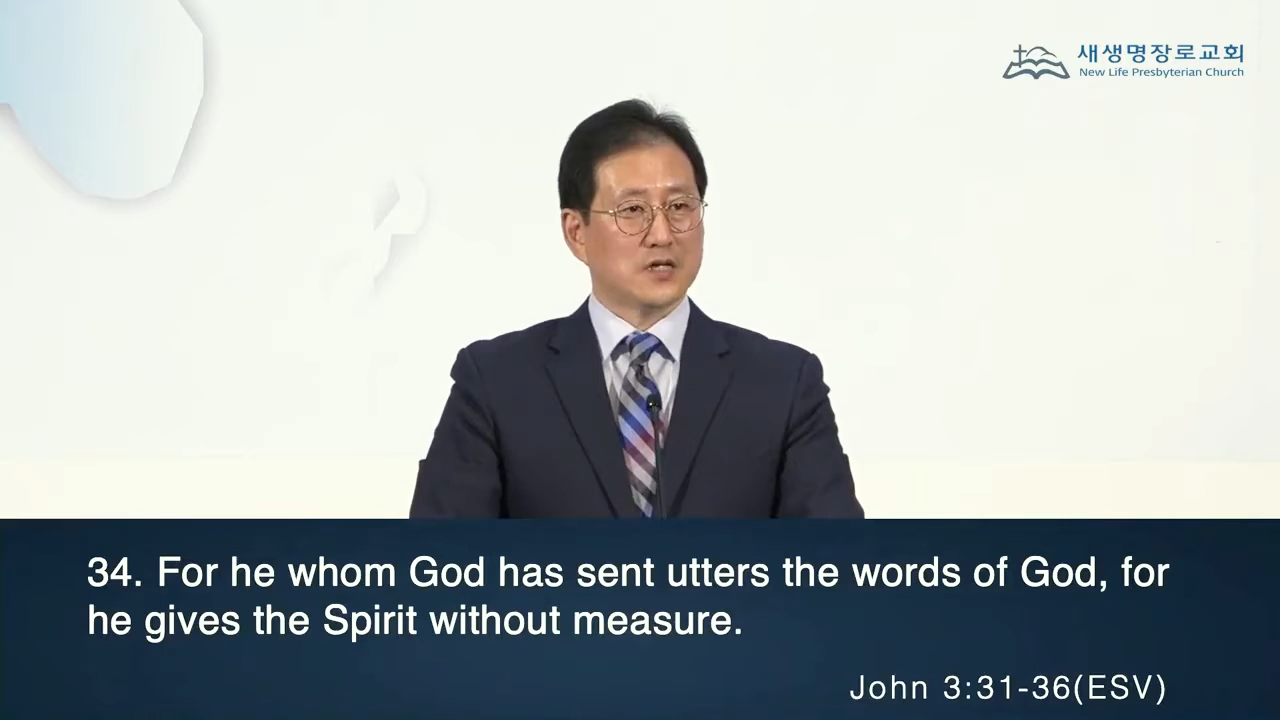 새생명장로교회
New Life Presbyterian Church
34. For he whom God has sent utters the words of God, for
he gives the Spirit without measure.
John 3:31-36(ESV)